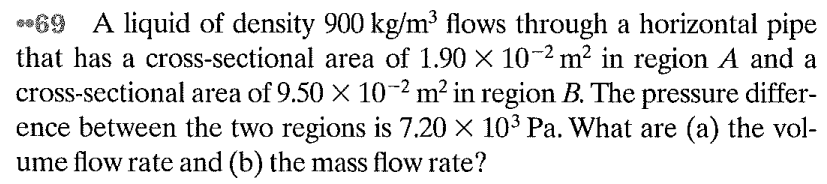 ••69 A liquid of density 900 kg/m³ flows through a horizontal pipe
that has a cross-sectional area of 1.90 × 10⁻² m² in region A and a
cross-sectional area of 9.50 × 10⁻² m² in region B. The pressure differ-
ence between the two regions is 7.20 × 10³ Pa. What are (a) the vol-
ume flow rate and (b) the mass flow rate?